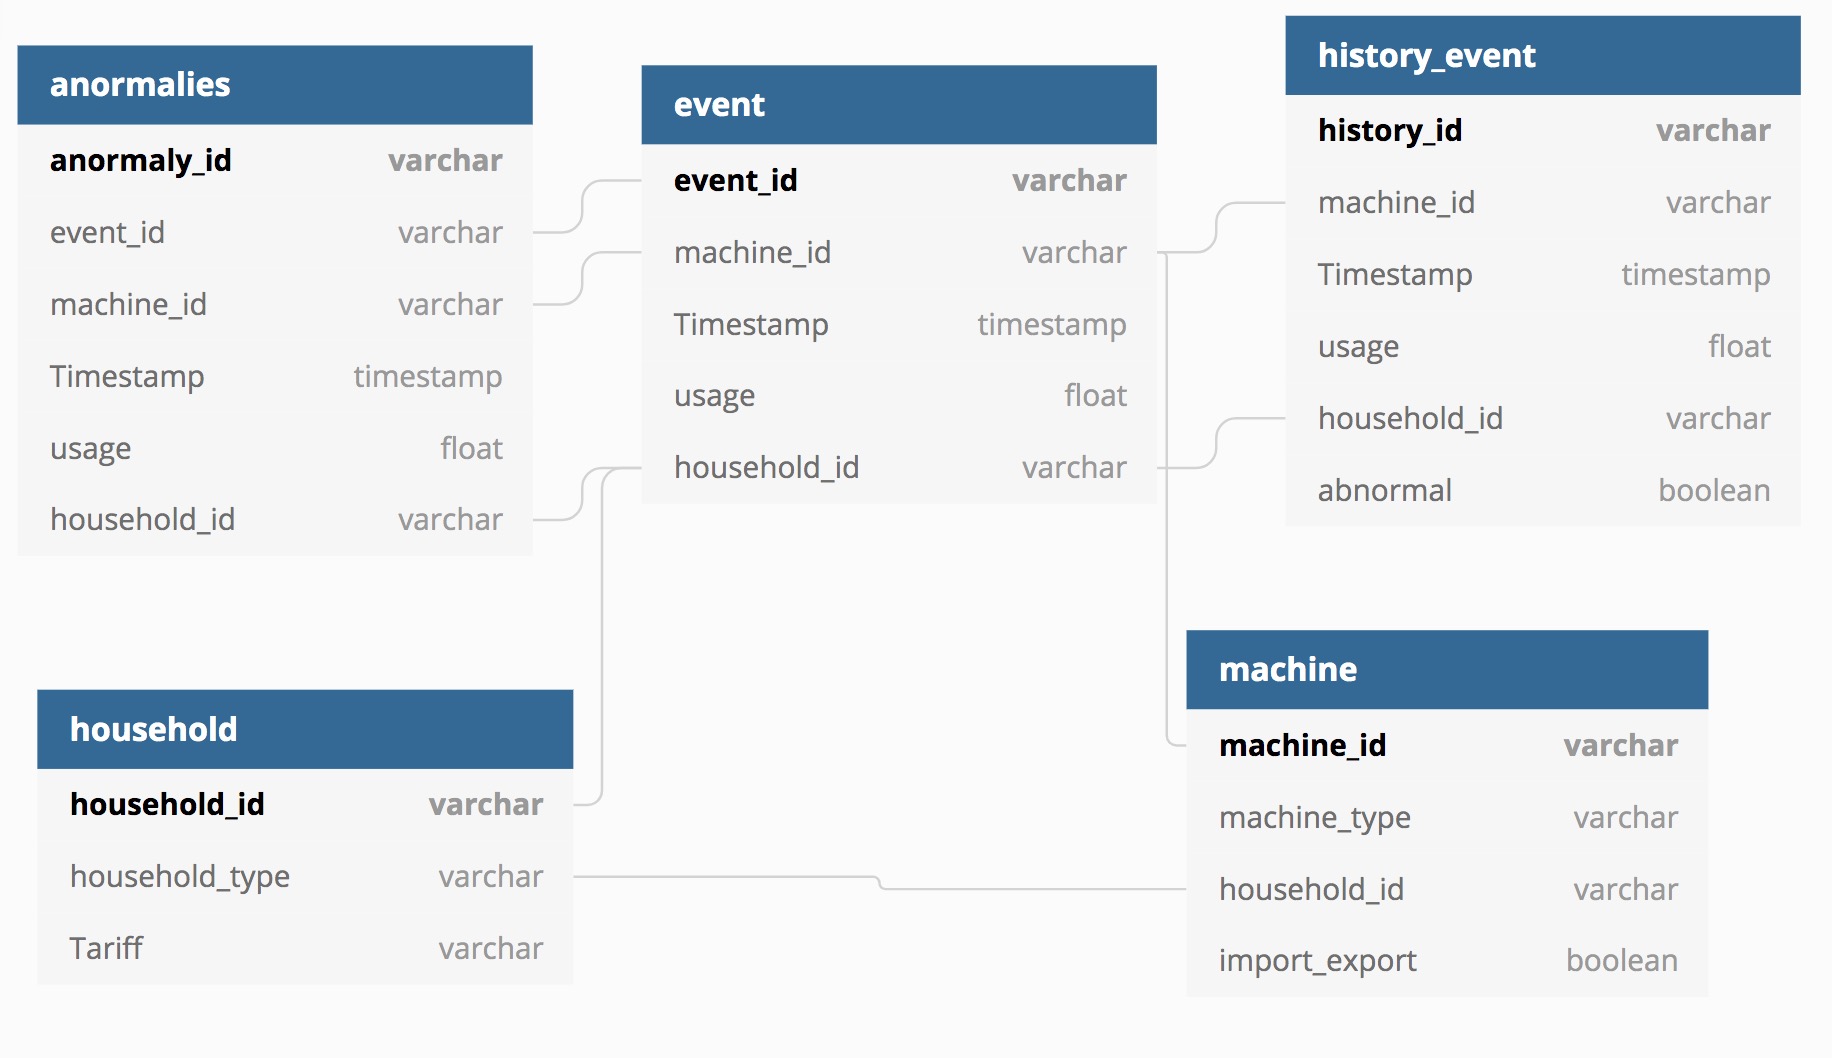 anormalies
anormaly_id varchar
event_id varchar
machine_id varchar
Timestamp timestamp
usage float
household_id varchar
event
event_id varchar
machine_id varchar
Timestamp timestamp
usage float
household_id varchar
history_event
history_id varchar
machine_id varchar
Timestamp timestamp
usage float
household_id varchar
abnormal boolean
household
household_id varchar
household_type varchar
Tariff varchar
machine
machine_id varchar
machine_type varchar
household_id varchar
import_export boolean